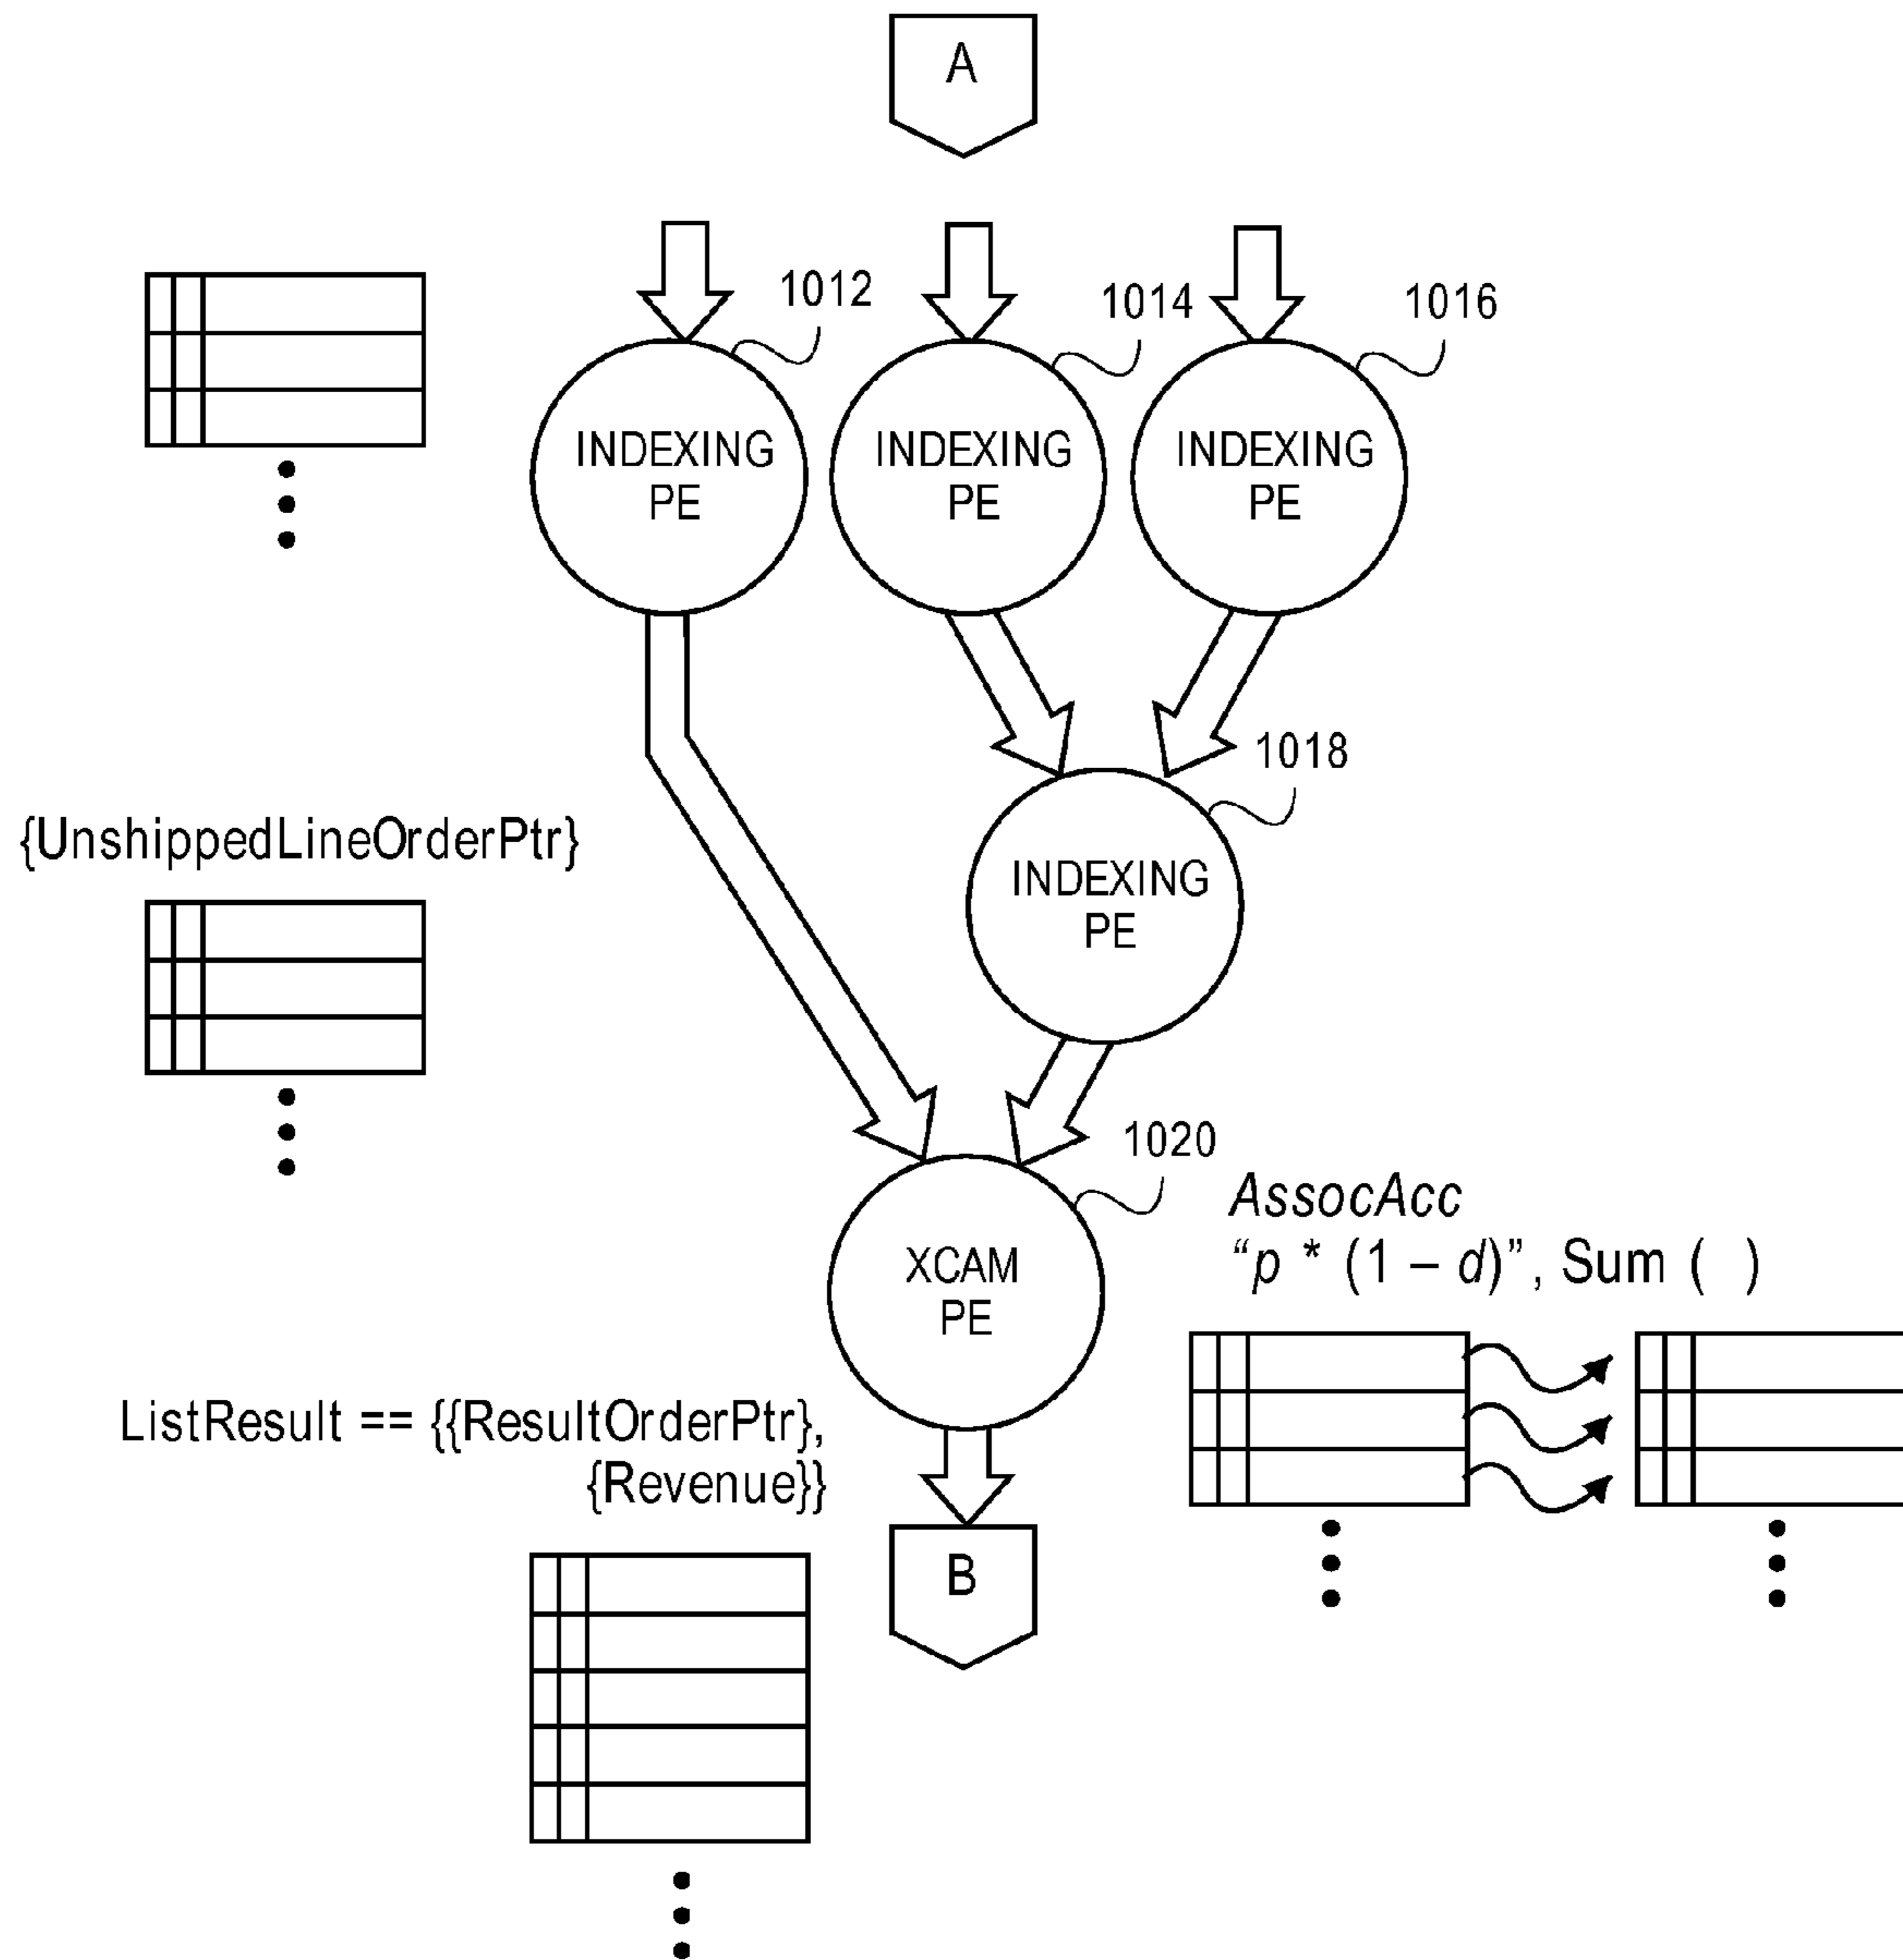 A
1012
1014
1016
INDEXING
PE
INDEXING
PE
INDEXING
PE
1018
{UnshippedLineOrderPtr}
INDEXING
PE
1020
AssocAcc
“p * (1 – d)”, Sum ( )
XCAM
PE
ListResult == {{ResultOrderPtr},
{Revenue}}
B